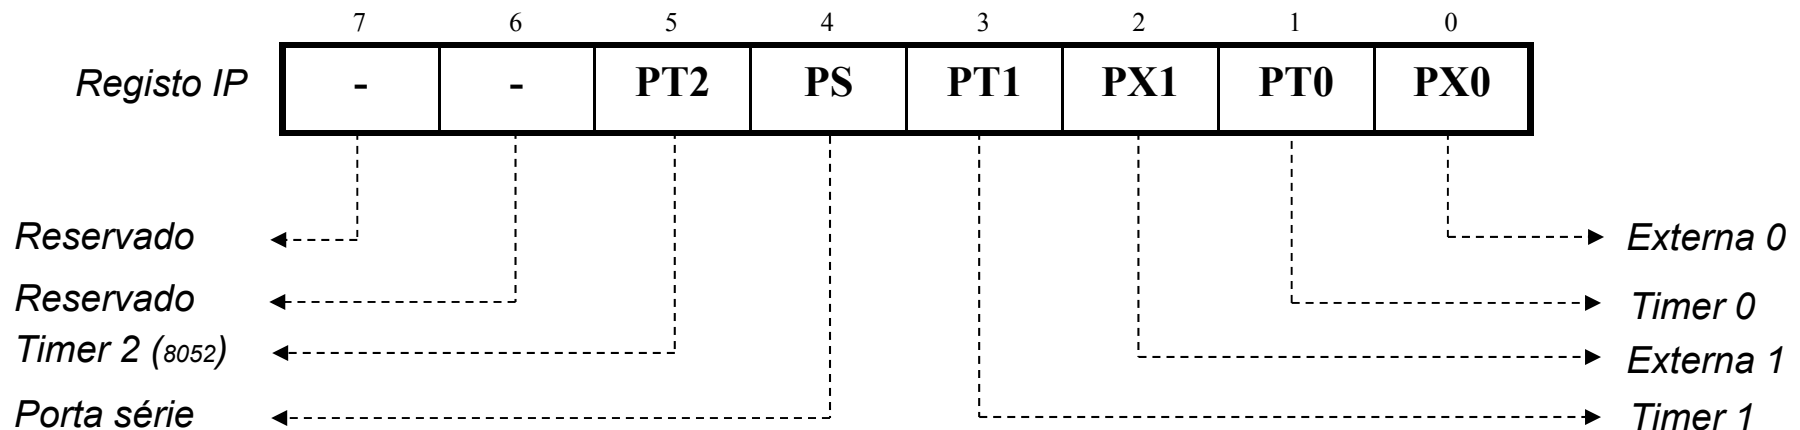 7 6 5 4 3 2 1 0
Registo IP - - PT2 PS PT1 PX1 PT0 PX0
Reservado Externa 0
Reservado Timer 0
Timer 2 (8052) Externa 1
Porta série Timer 1